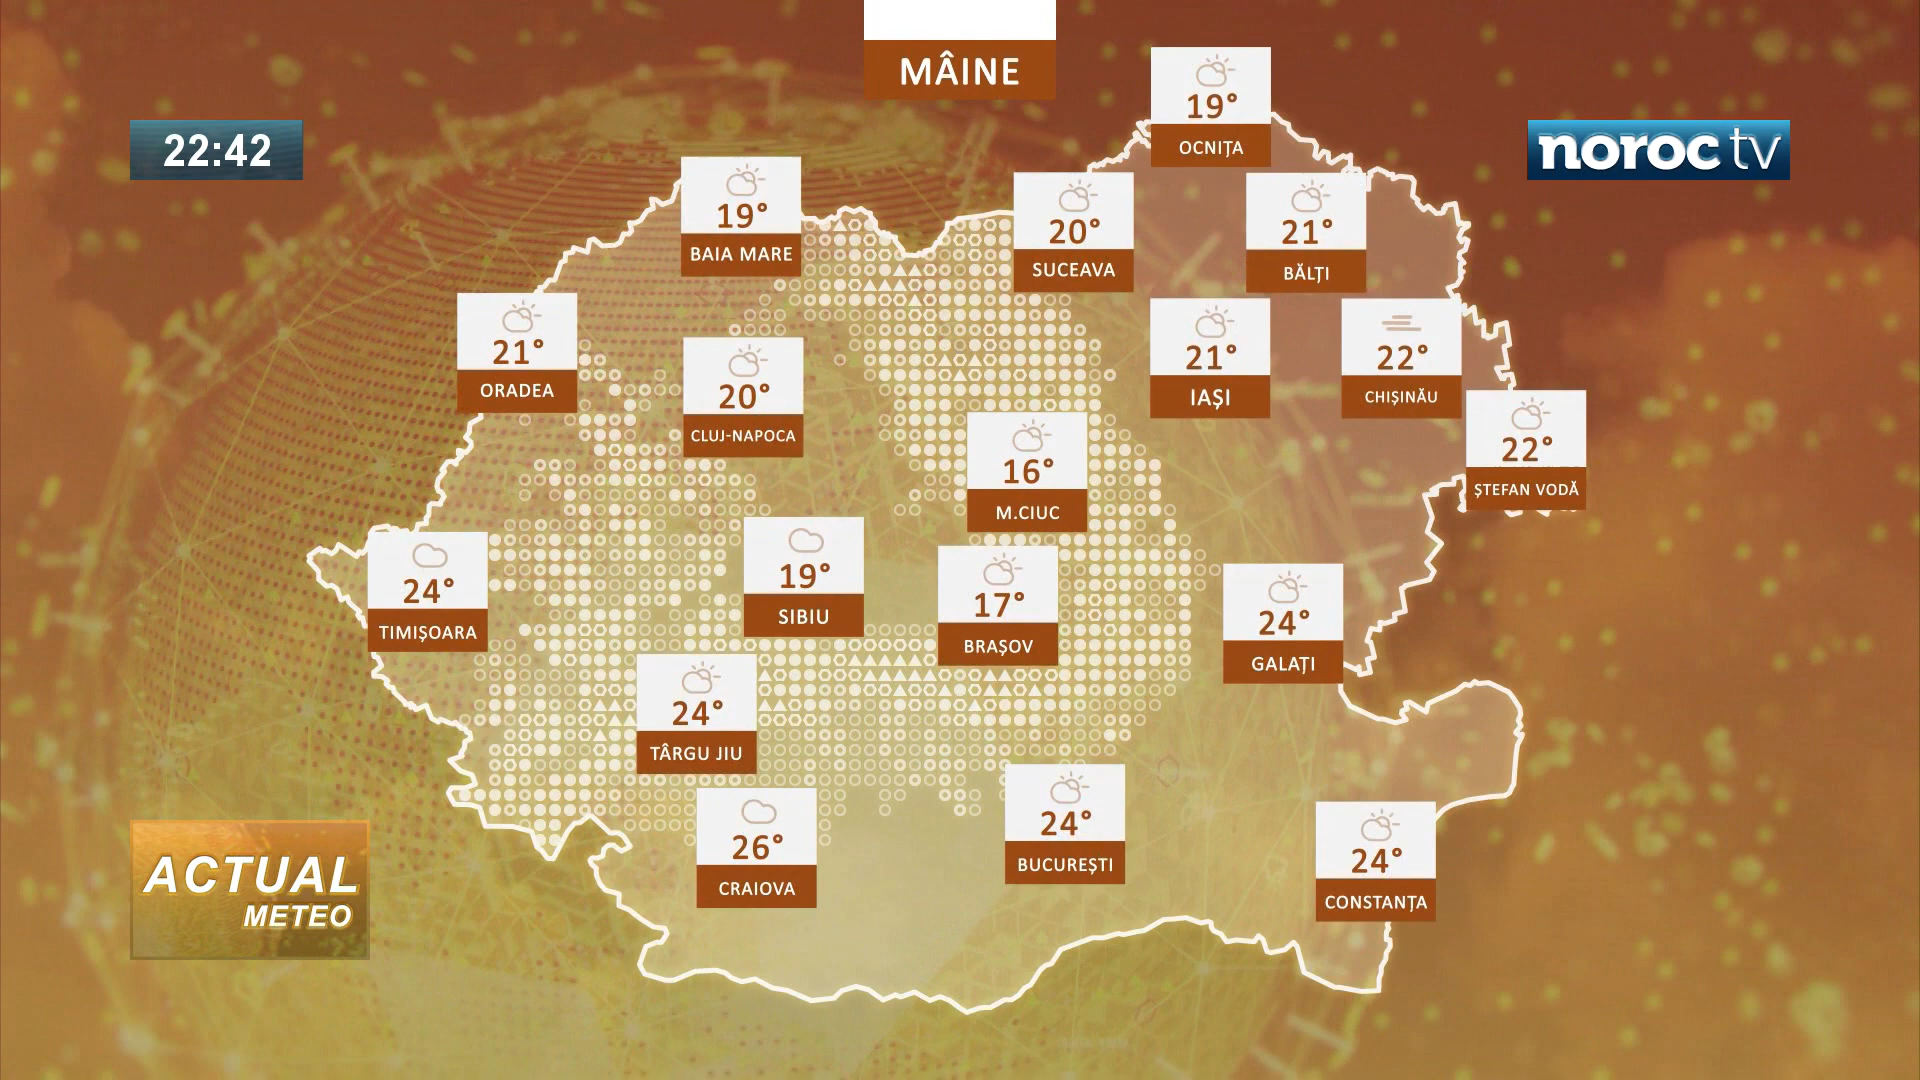 MÂINE
22:42
noroc tv
19°
OCNIȚA
19°
BAIA MARE
20°
SUCEAVA
21°
BĂLȚI
21°
ORADEA
20°
CLUJ-NAPOCA
21°
IAȘI
22°
CHIȘINĂU
22°
ȘTEFAN VODĂ
16°
M.CIUC
24°
TIMIȘOARA
19°
SIBIU
17°
BRAȘOV
24°
GALAȚI
24°
TÂRGU JIU
26°
CRAIOVA
24°
BUCUREȘTI
24°
CONSTANȚA
ACTUAL
METEO